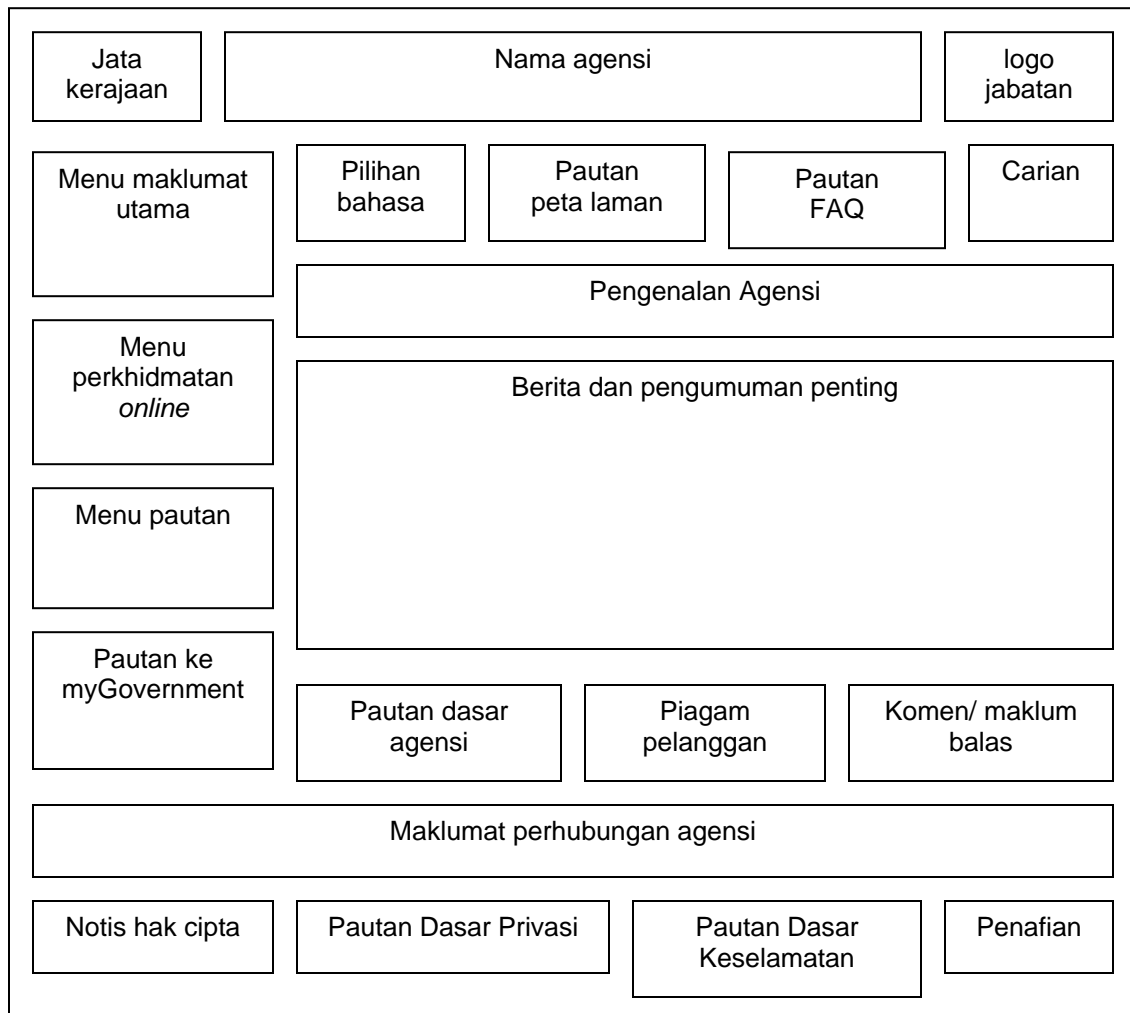 Jata
kerajaan
Nama agensi
logo
jabatan
Menu maklumat
utama
Pilihan
bahasa
Pautan
peta laman
Pautan
FAQ
Carian
Pengenalan Agensi
Menu
perkhidmatan
online
Berita dan pengumuman penting
Menu pautan
Pautan ke
myGovernment
Pautan dasar
agensi
Piagam
pelanggan
Komen/ maklum
balas
Maklumat perhubungan agensi
Notis hak cipta
Pautan Dasar Privasi
Pautan Dasar
Keselamatan
Penafian